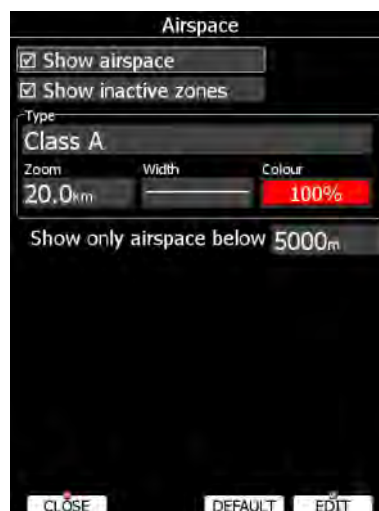 Airspace
Show airspace
Show inactive zones
Type
Class A
Zoom Width Colour
20.0km 100%
Show only airspace below 5000m
CLOSE DEFAULT EDIT